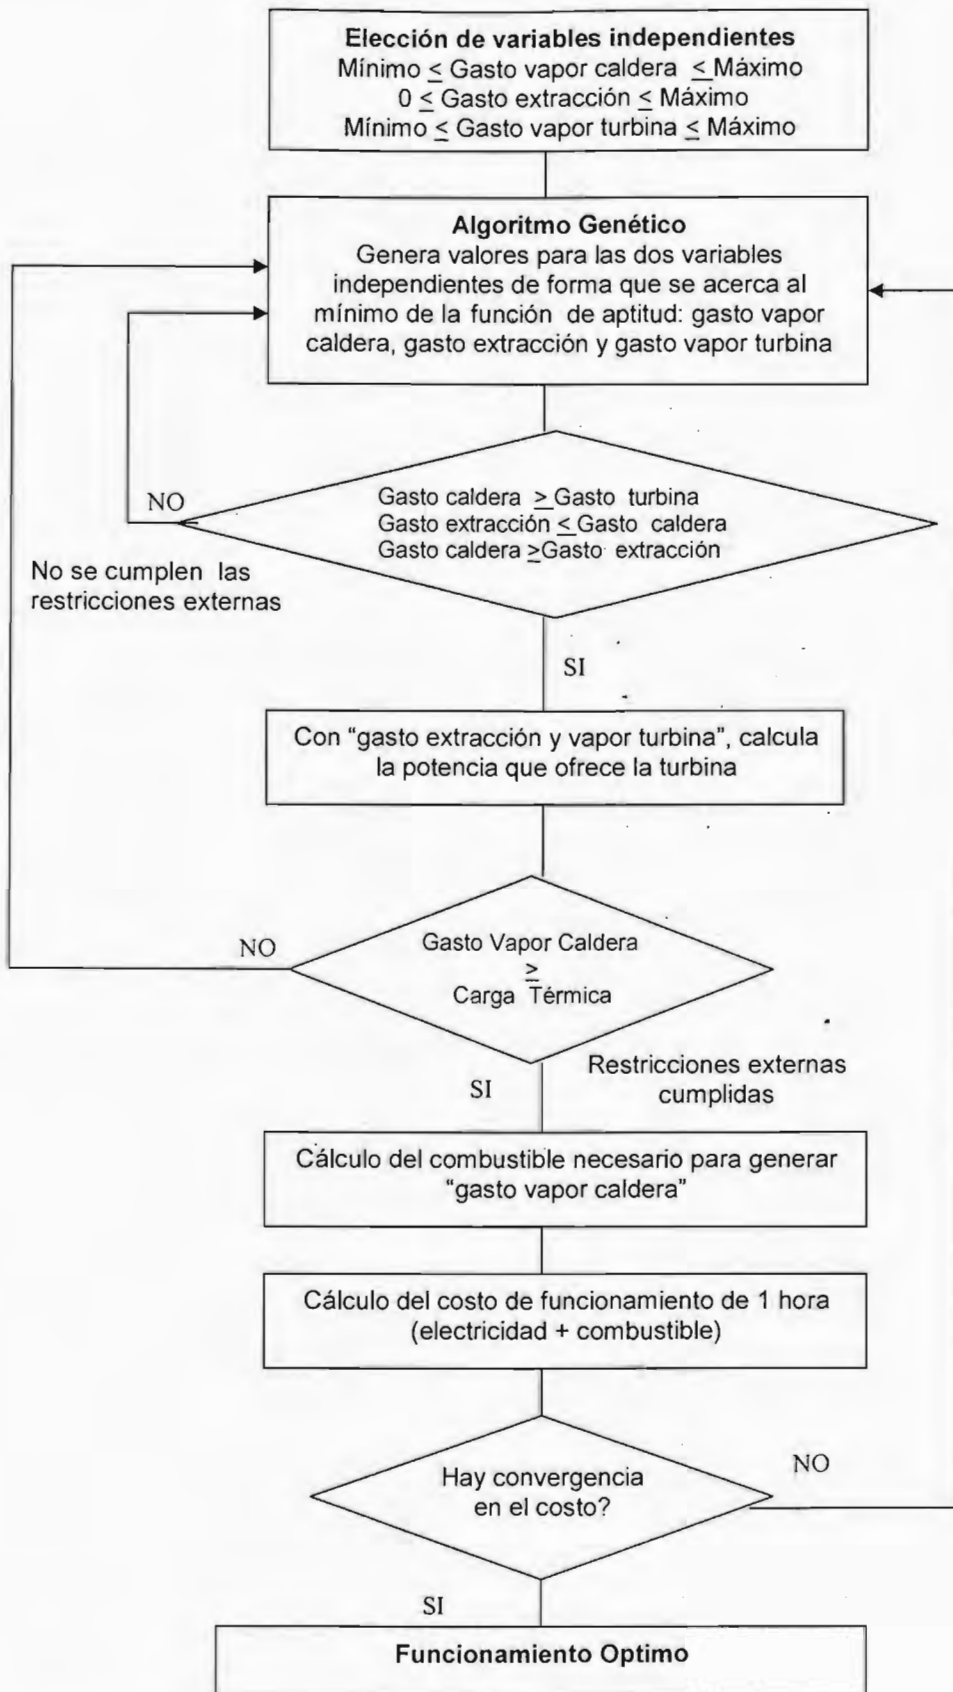 Elección de variables independientes
Mínimo ≤ Gasto vapor caldera ≤ Máximo
0 ≤ Gasto extracción ≤ Máximo
Mínimo ≤ Gasto vapor turbina ≤ Máximo
Algoritmo Genético
Genera valores para las dos variables
independientes de forma que se acerca al
mínimo de la función de aptitud: gasto vapor
caldera, gasto extracción y gasto vapor turbina
NO
Gasto caldera ≥ Gasto turbina
Gasto extracción ≤ Gasto caldera
Gasto caldera ≥Gasto extracción
No se cumplen las
restricciones externas
SI
Con “gasto extracción y vapor turbina”, calcula
la potencia que ofrece la turbina
NO
Gasto Vapor Caldera
≥
Carga Térmica
Restricciones externas
cumplidas
SI
Cálculo del combustible necesario para generar
“gasto vapor caldera”
Cálculo del costo de funcionamiento de 1 hora
(electricidad + combustible)
Hay convergencia
en el costo?
NO
SI
Funcionamiento Optimo